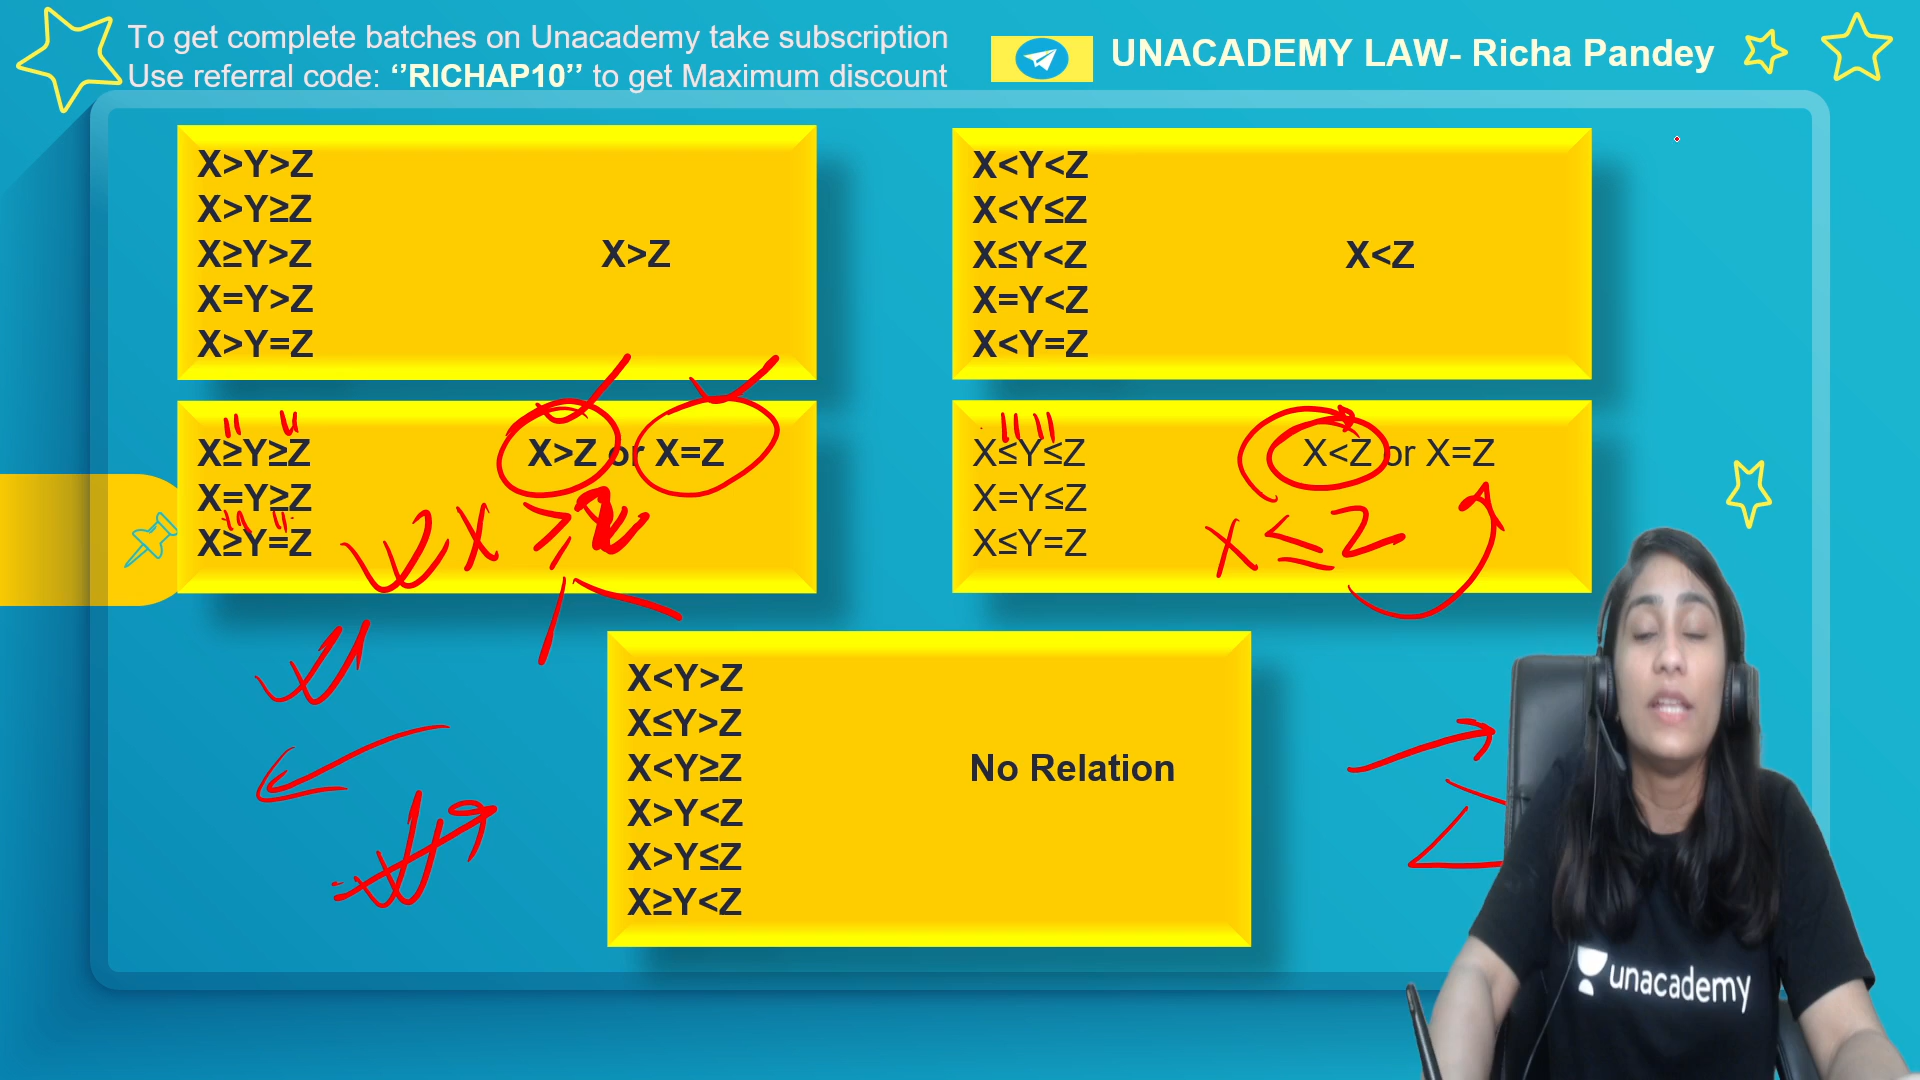 To get complete batches on Unacademy take subscription
Use referral code: ‘’RICHAP10’’ to get Maximum discount
UNACADEMY LAW- Richa Pandey
X>Y>Z
X>Y≥Z
X≥Y>Z
X=Y>Z
X>Y=Z
X>Z
X<Y<Z
X<Y≤Z
X≤Y<Z
X=Y<Z
X<Y=Z
X<Z
X≥Y≥Z
X=Y≥Z
X≥Y=Z
X>Z or X=Z
X ≥ Z
X≤Y≤Z
X=Y≤Z
X≤Y=Z
X<Z or X=Z
X ≤ Z
X<Y>Z
X≤Y>Z
X<Y≥Z
X>Y<Z
X>Y≤Z
X≥Y<Z
No Relation
unacademy